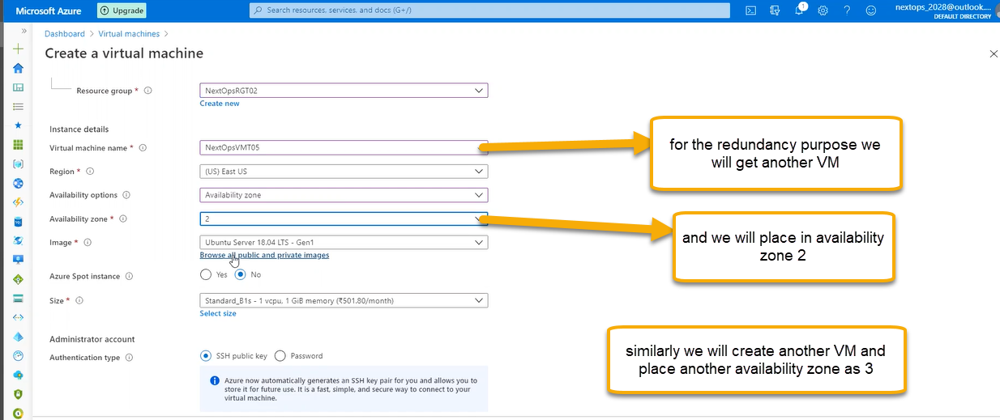 Microsoft Azure
Upgrade
Search resources, services, and docs (G+/)
1
nextops_2028@outlook....
DEFAULT DIRECTORY
Dashboard > Virtual machines >
Create a virtual machine
Resource group *
NextOpsRGT02
Create new
Instance details
Virtual machine name *
NextOpsVMT05
Region *
(US) East US
Availability options
Availability zone
Availability zone *
2
Image *
Ubuntu Server 18.04 LTS - Gen1
Browse all public and private images
Azure Spot instance
Yes No
Size *
Standard_B1s - 1 vcpu, 1 GiB memory (₹501.80/month)
Select size
Administrator account
Authentication type
SSH public key Password
Azure now automatically generates an SSH key pair for you and allows you to
store it for future use. It is a fast, simple, and secure way to connect to your
virtual machine.
for the redundancy purpose we
will get another VM
and we will place in availability
zone 2
similarly we will create another VM and
place another availability zone as 3